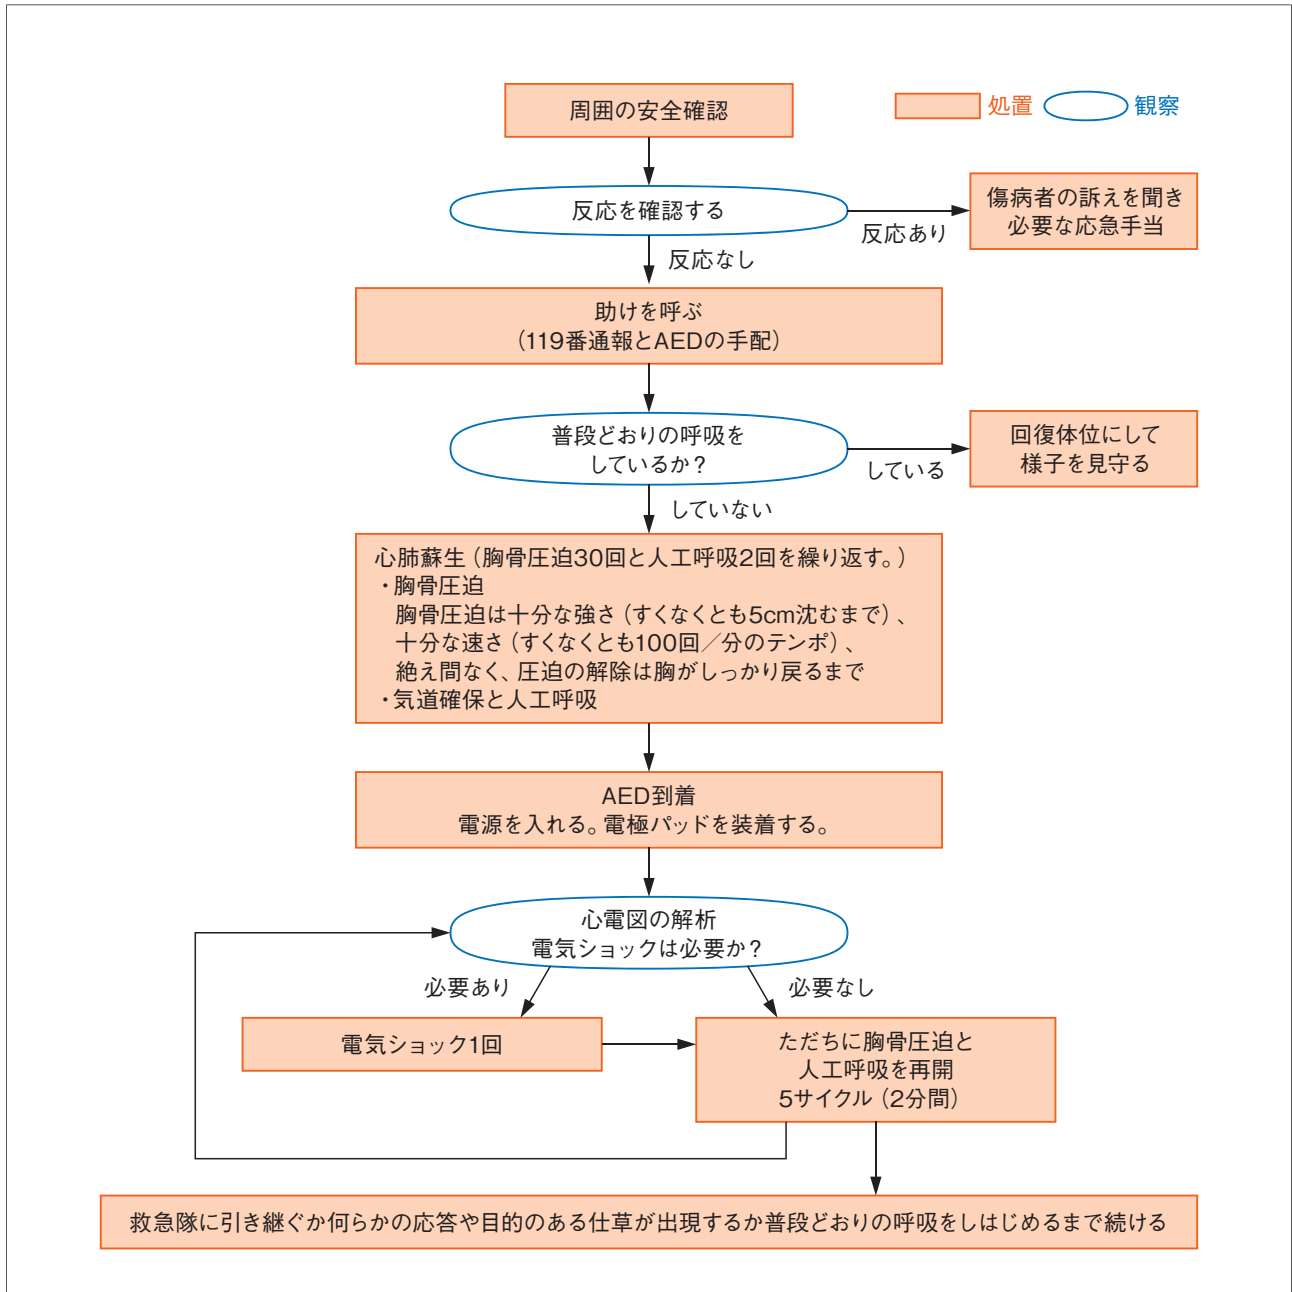 周囲の安全確認
処置
観察
反応を確認する
反応あり
傷病者の訴えを聞き
必要な応急手当
反応なし
助けを呼ぶ
（119番通報とAEDの手配）
普段どおりの呼吸を
しているか？
している
回復体位にして
様子を見守る
していない
心肺蘇生（胸骨圧迫30回と人工呼吸2回を繰り返す。）
・胸骨圧迫
胸骨圧迫は十分な強さ（すくなくとも5cm沈むまで）、
十分な速さ（すくなくとも100回／分のテンポ）、
絶え間なく、圧迫の解除は胸がしっかり戻るまで
・気道確保と人工呼吸
AED到着
電源を入れる。電極パッドを装着する。
心電図の解析
電気ショックは必要か？
必要あり
必要なし
電気ショック1回
ただちに胸骨圧迫と
人工呼吸を再開
5サイクル（2分間）
救急隊に引き継ぐか何らかの応答や目的のある仕草が出現するか普段どおりの呼吸をしはじめるまで続ける